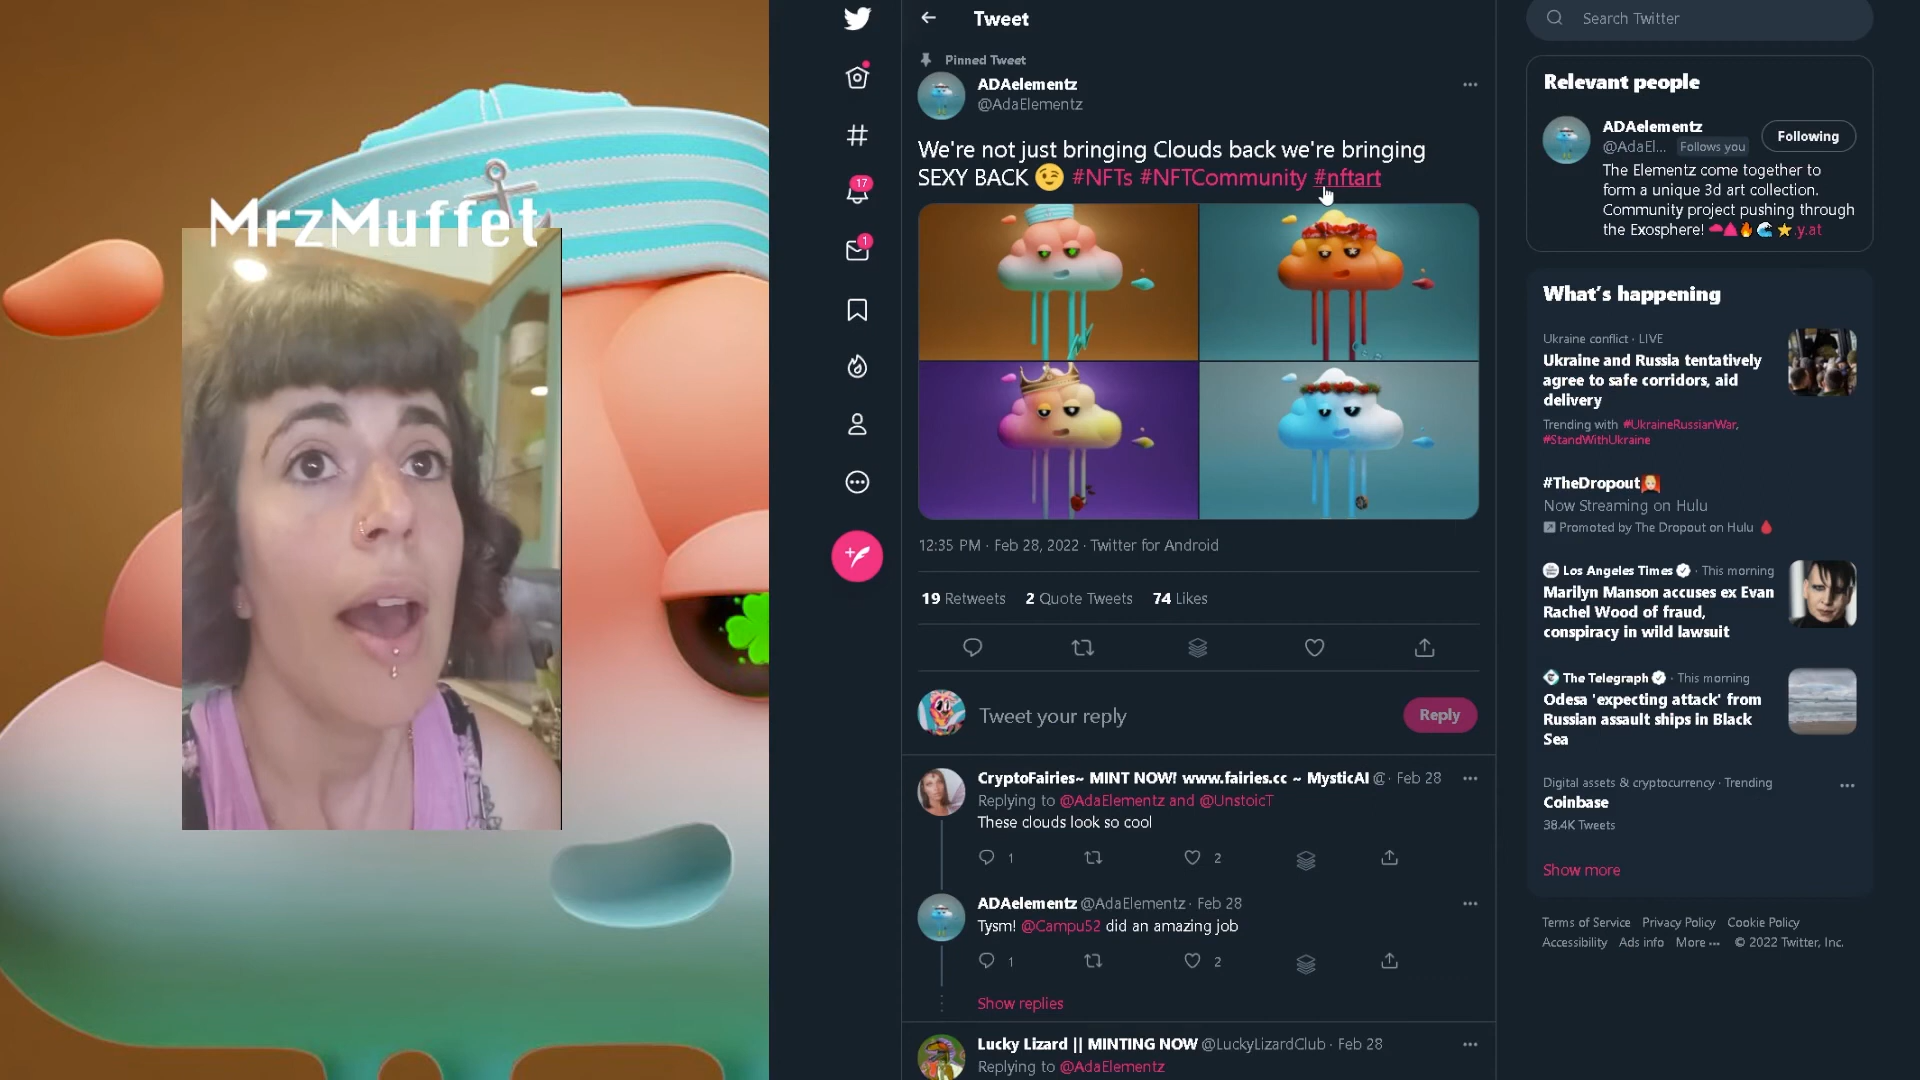 MrzMuffet
Tweet
Pinned Tweet
ADAelementz
@AdaElementz
We're not just bringing Clouds back we're bringing
SEXY BACK 😉 #NFTs #NFTCommunity #nftart
12:35 PM · Feb 28, 2022 · Twitter for Android
19 Retweets 2 Quote Tweets 74 Likes
Tweet your reply
Reply
CryptoFairies~ MINT NOW! www.fairies.cc ~ MysticAI @ · Feb 28
Replying to @AdaElementz and @UnstoicT
These clouds look so cool
1 2
ADAelementz @AdaElementz · Feb 28
Tysm! @Campu52 did an amazing job
1 2
Show replies
Lucky Lizard || MINTING NOW @LuckyLizardClub · Feb 28
Replying to @AdaElementz
17
1
Search Twitter
Relevant people
ADAelementz
@AdaEl... Follows you
Following
The Elementz come together to
form a unique 3d art collection.
Community project pushing through
the Exosphere! .y.at
What's happening
Ukraine conflict · LIVE
Ukraine and Russia tentatively
agree to safe corridors, aid
delivery
Trending with #UkraineRussianWar,
#StandWithUkraine
#TheDropout
Now Streaming on Hulu
Promoted by The Dropout on Hulu
Los Angeles Times · This morning
Marilyn Manson accuses ex Evan
Rachel Wood of fraud,
conspiracy in wild lawsuit
The Telegraph · This morning
Odesa 'expecting attack' from
Russian assault ships in Black
Sea
Digital assets & cryptocurrency · Trending
Coinbase
38.4K Tweets
Show more
Terms of Service Privacy Policy Cookie Policy
Accessibility Ads info More ··· © 2022 Twitter, Inc.